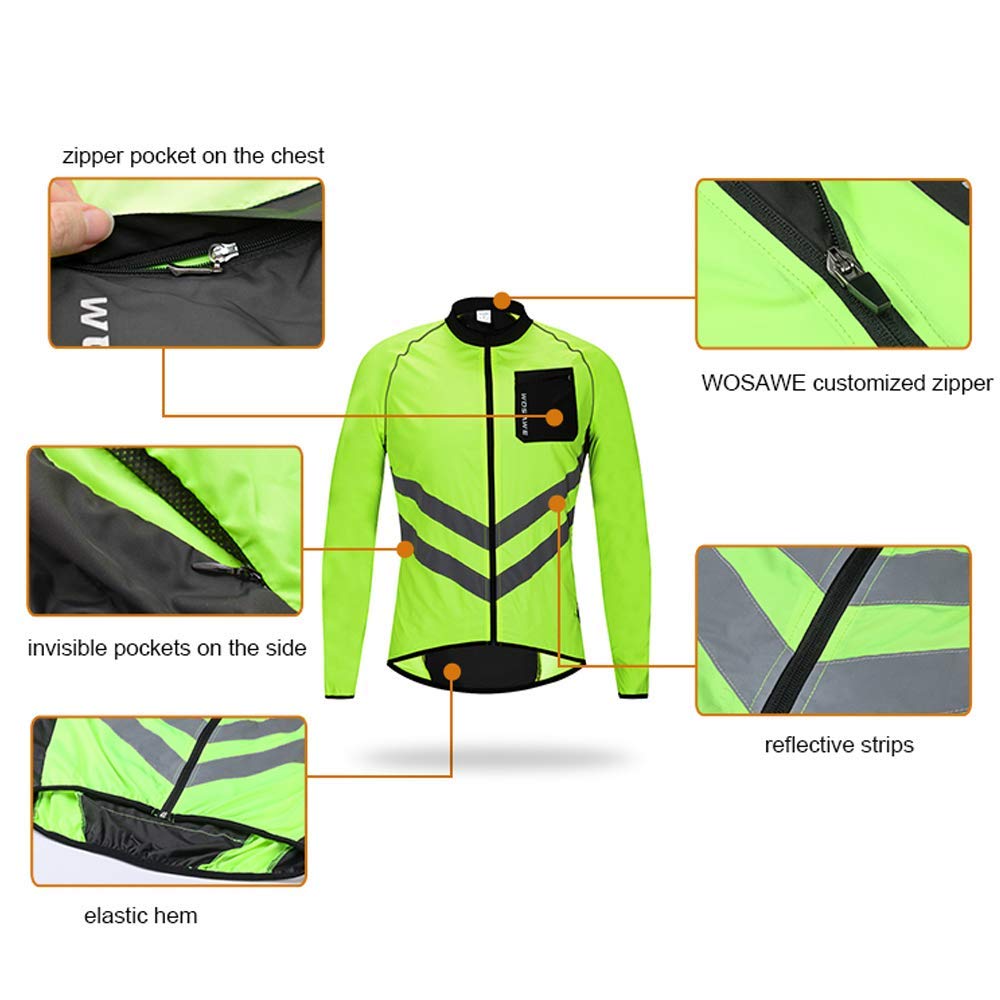 zipper pocket on the chest
WOSAWE customized zipper
WOSAWE
invisible pockets on the side
reflective strips
elastic hem